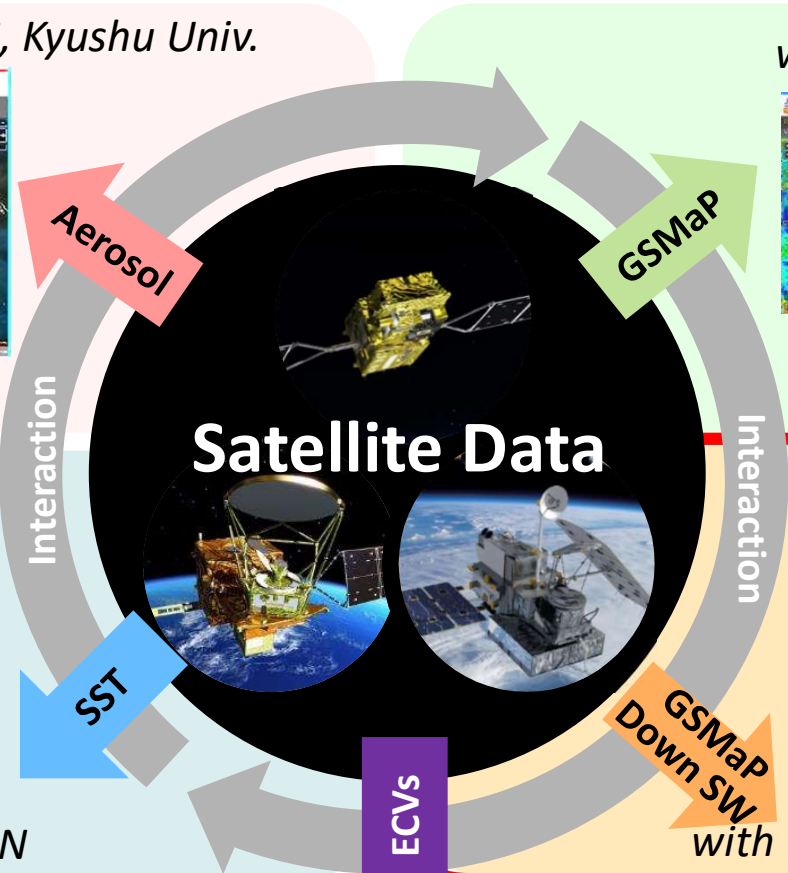 , Kyushu Univ.
Aerosol
GSMaP
Interaction
Satellite Data
Interaction
SST
GSMaP
Down SW
ECVs
with